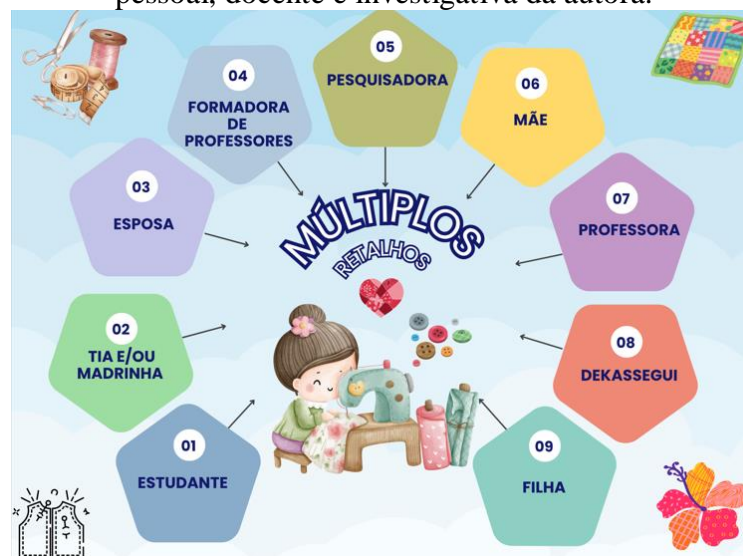 pessoal, docente e investigativa da autora.
05
PESQUISADORA
04
FORMADORA
DE
PROFESSORES
06
MÃE
03
ESPOSA
MÚLTIPLOS
RETALHOS
07
PROFESSORA
02
TIA E/OU
MADRINHA
08
DEKASSEGUI
01
ESTUDANTE
09
FILHA